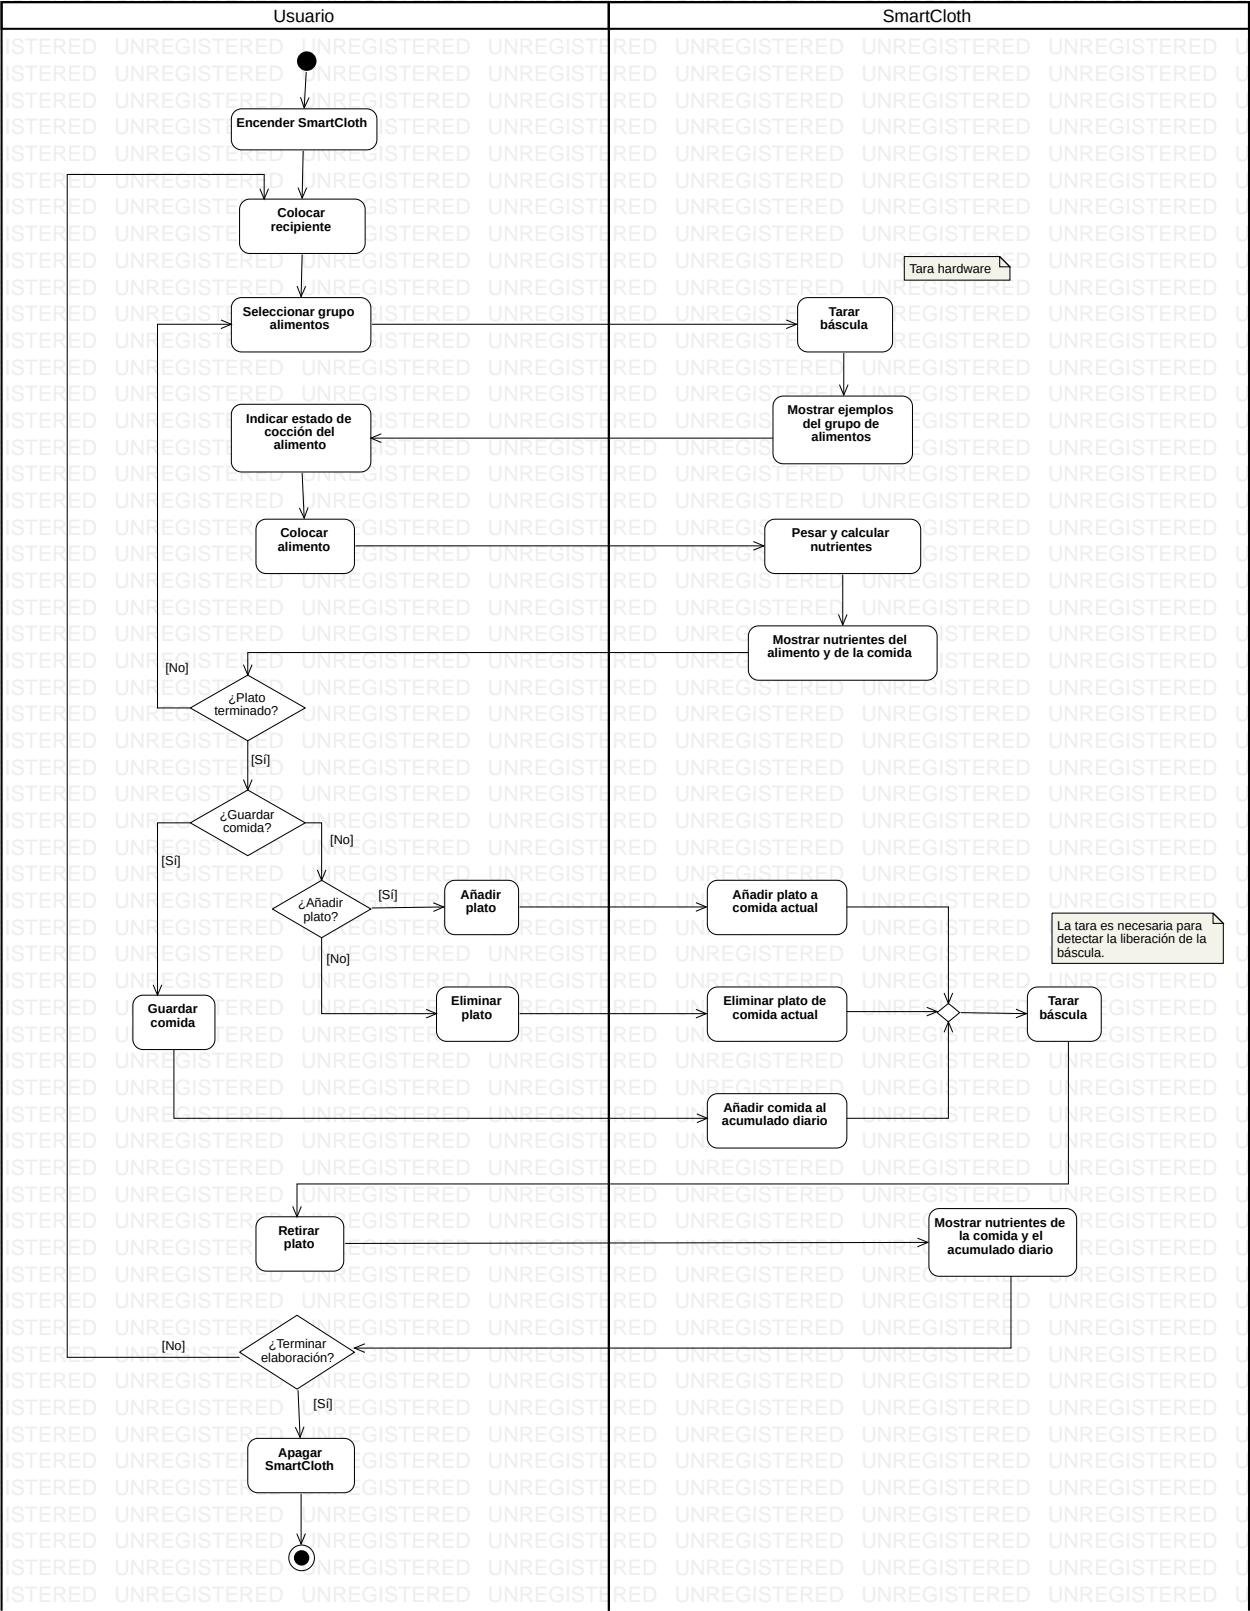 Usuario
SmartCloth
Encender SmartCloth
Colocar
recipiente
Tara hardware
Seleccionar grupo
alimentos
Tarar
báscula
Mostrar ejemplos
del grupo de
alimentos
Indicar estado de
cocción del
alimento
Colocar
alimento
Pesar y calcular
nutrientes
Mostrar nutrientes del
alimento y de la comida
[No]
¿Plato
terminado?
[Sí]
¿Guardar
comida?
[No]
[Sí]
¿Añadir
plato?
[Sí]
Añadir
plato
Añadir plato a
comida actual
La tara es necesaria para
detectar la liberación de la
báscula.
[No]
Guardar
comida
Eliminar
plato
Eliminar plato de
comida actual
Tarar
báscula
Añadir comida al
acumulado diario
Retirar
plato
Mostrar nutrientes de
la comida y el
acumulado diario
[No]
¿Terminar
elaboración?
[Sí]
Apagar
SmartCloth
UNREGISTERED